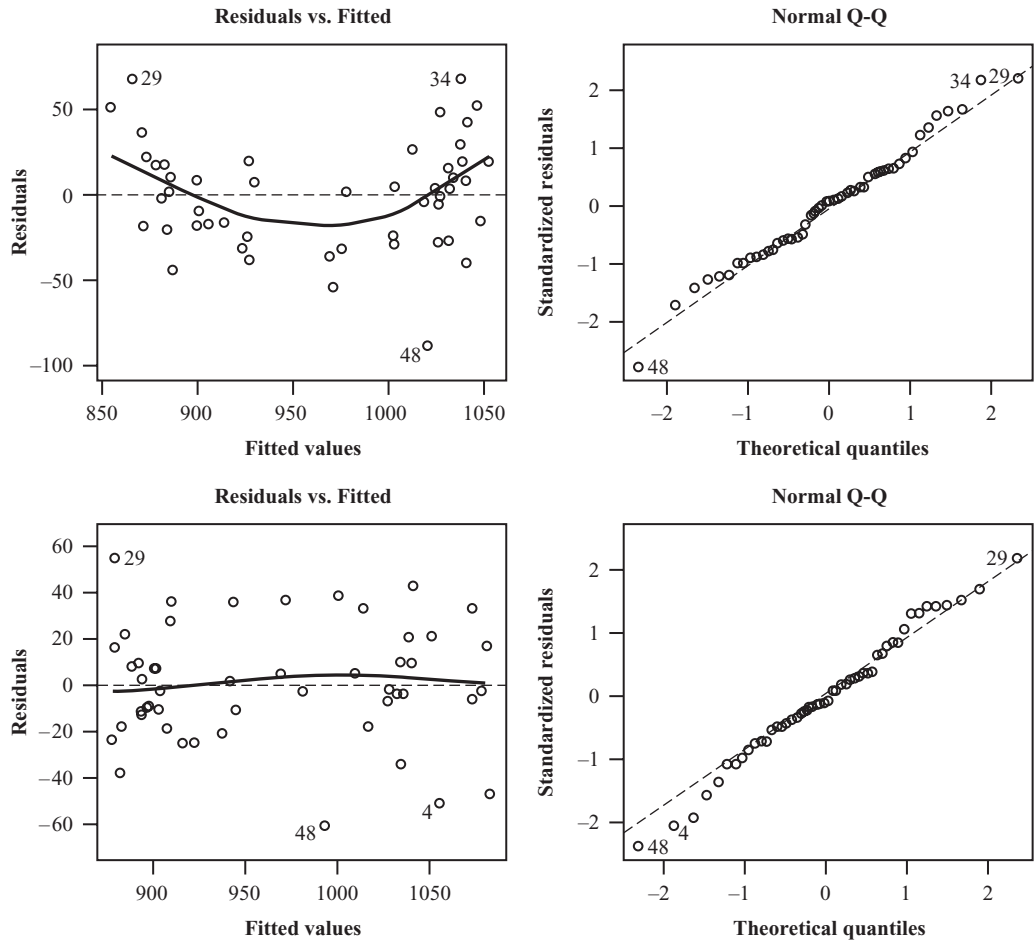 Residuals vs. Fitted
Residuals
50
0
–50
–100
29
34
48
850 900 950 1000 1050
Fitted values
Normal Q-Q
Standardized residuals
2
1
0
–1
–2
34 29
48
–2 –1 0 1 2
Theoretical quantiles
Residuals vs. Fitted
Residuals
60
40
20
0
–20
–40
–60
29
4
48
900 950 1000 1050
Fitted values
Normal Q-Q
Standardized residuals
2
1
0
–1
–2
29
4
48
–2 –1 0 1 2
Theoretical quantiles